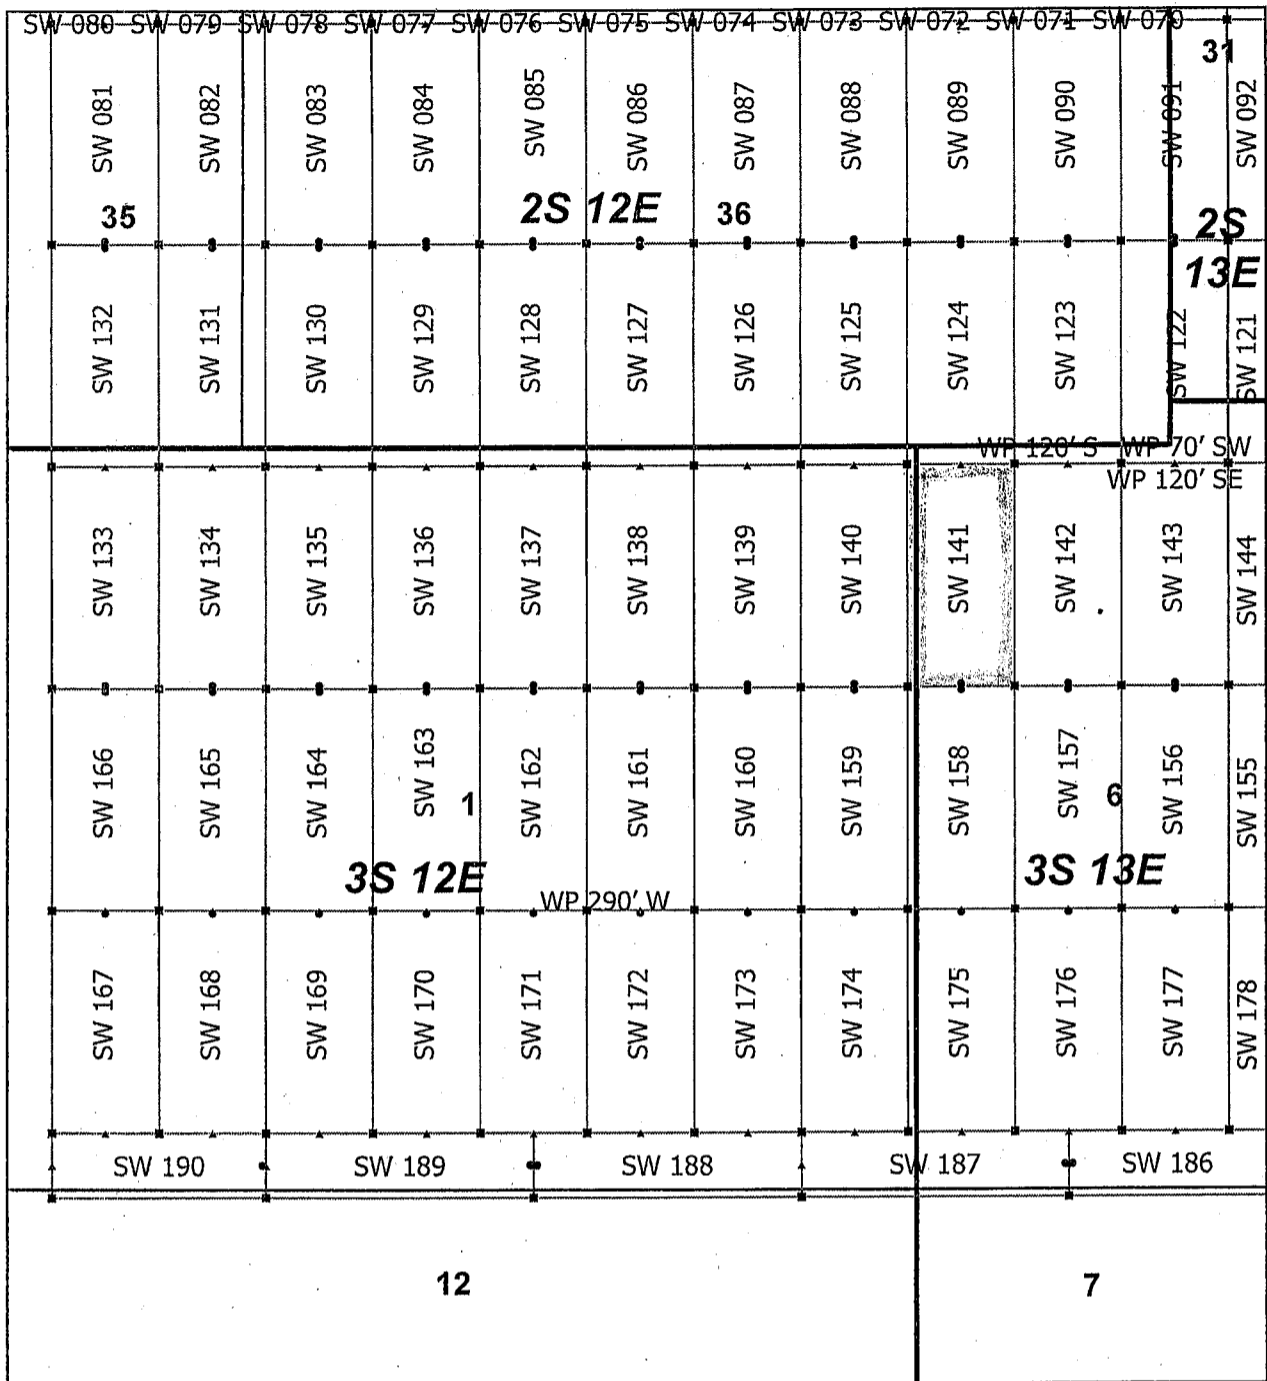 SW 080 SW 079 SW 078 SW 077 SW 076 SW 075 SW 074 SW 073 SW 072 SW 071 SW 070
31
SW 081 SW 082 SW 083 SW 084 SW 085 SW 086 SW 087 SW 088 SW 089 SW 090 SW 091 SW 092
35 2S 12E 36 2S
13E
SW 132 SW 131 SW 130 SW 129 SW 128 SW 127 SW 126 SW 125 SW 124 SW 123 SW 122 SW 121
WP 120' S WP 70' SW
WP 120' SE
SW 133 SW 134 SW 135 SW 136 SW 137 SW 138 SW 139 SW 140 SW 141 SW 142 SW 143 SW 144
SW 166 SW 165 SW 164 SW 163 SW 162 SW 161 SW 160 SW 159 SW 158 SW 157 SW 156 SW 155
1 6
3S 12E 3S 13E
WP 290' W
SW 167 SW 168 SW 169 SW 170 SW 171 SW 172 SW 173 SW 174 SW 175 SW 176 SW 177 SW 178
SW 190 SW 189 SW 188 SW 187 SW 186
12 7